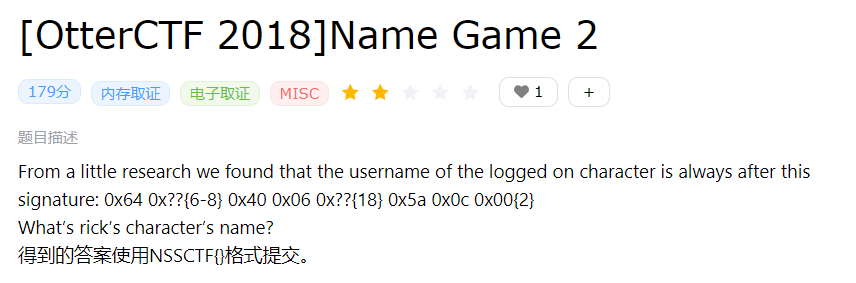 [OtterCTF 2018]Name Game 2
179分 内存取证 电子取证 MISC 1 +
题目描述
From a little research we found that the username of the logged on character is always after this
signature: 0x64 0x??{6-8} 0x40 0x06 0x??{18} 0x5a 0x0c 0x00{2}
What's rick's character's name?
得到的答案使用NSSCTF{}格式提交。